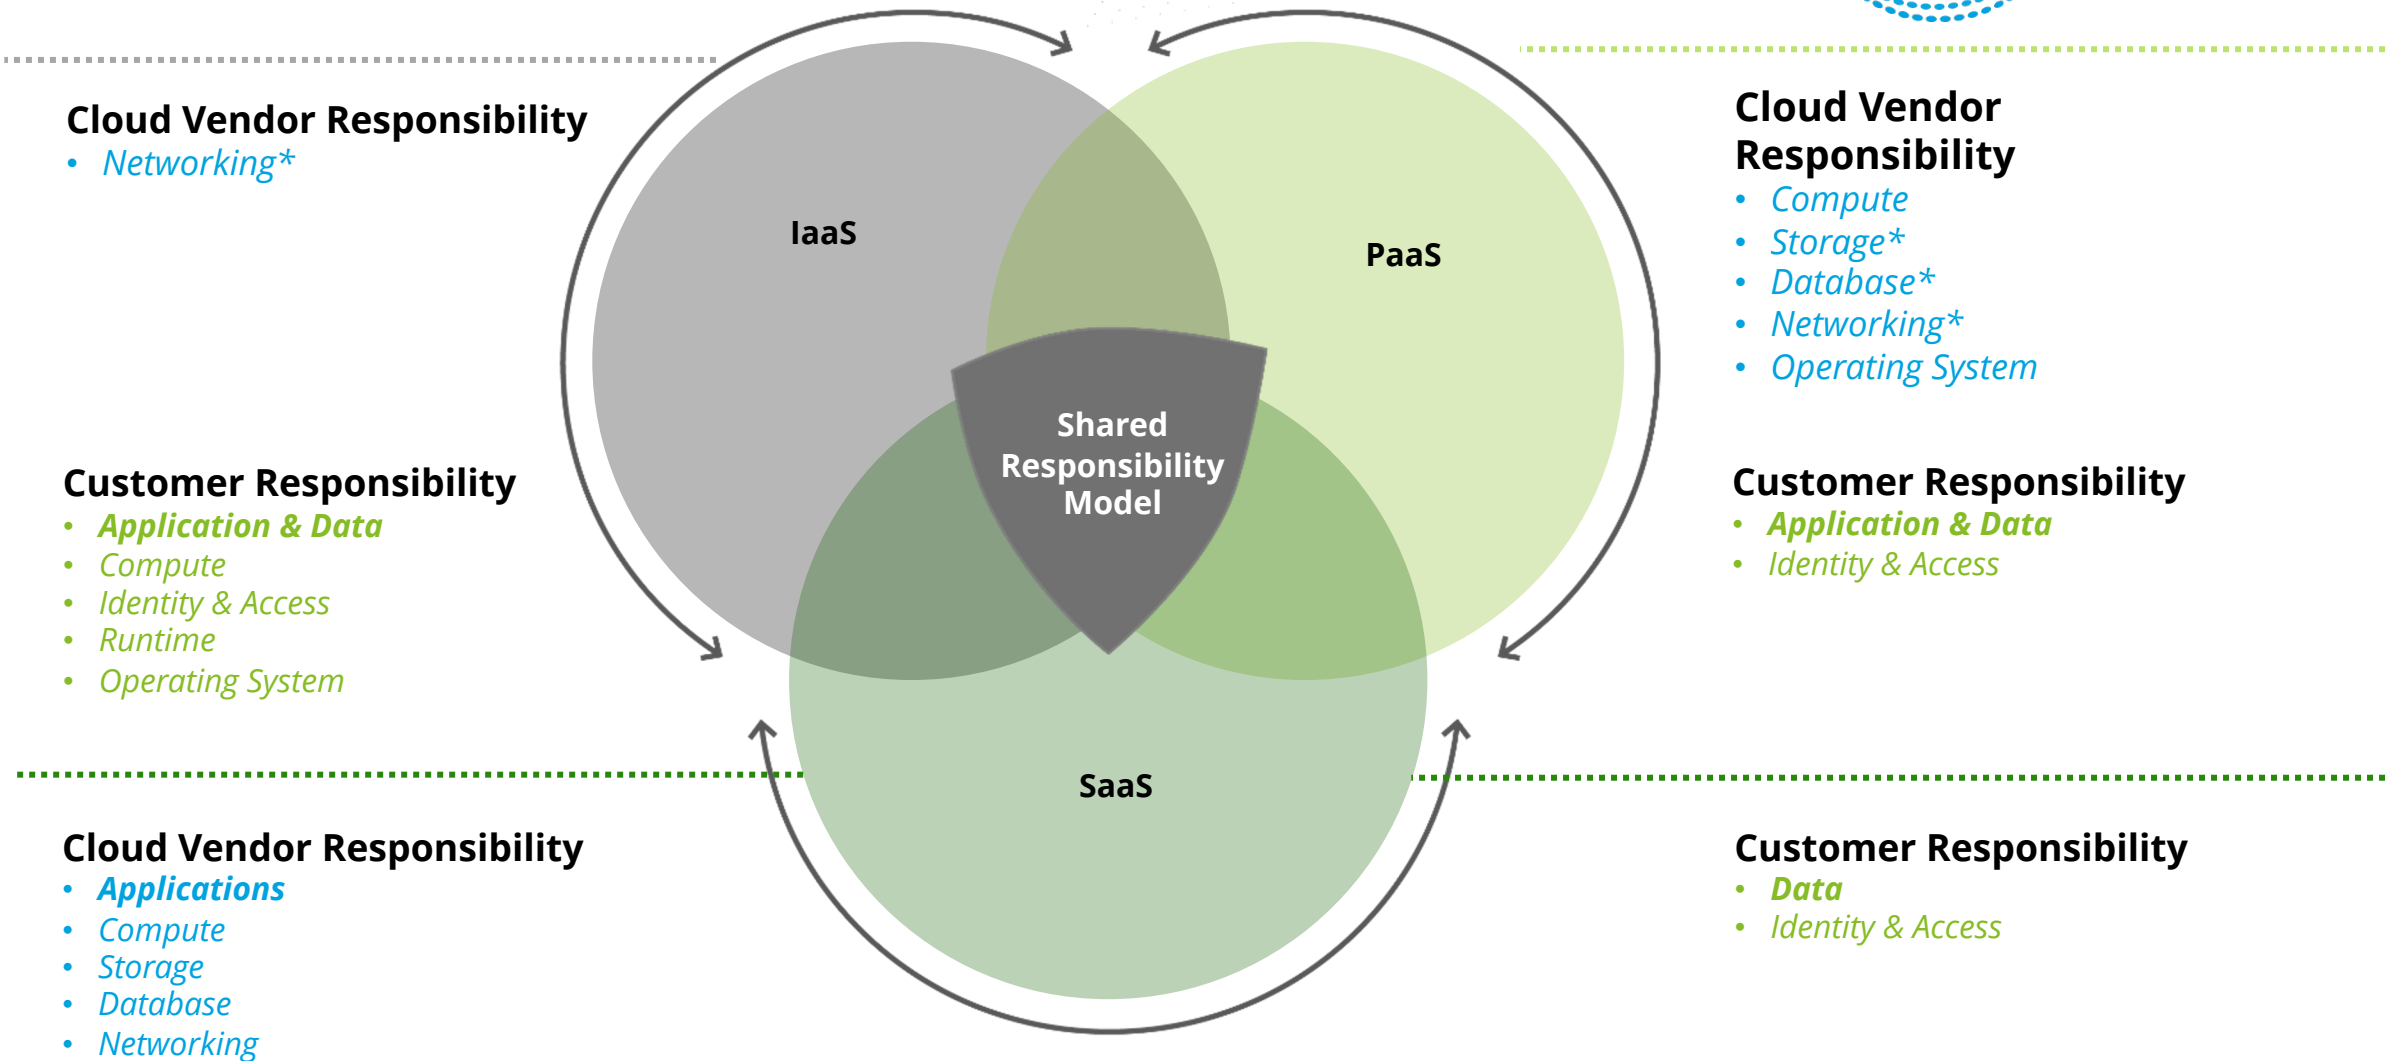 Cloud Vendor Responsibility
• Networking*
Customer Responsibility
• Application & Data
• Compute
• Identity & Access
• Runtime
• Operating System
IaaS
PaaS
Shared
Responsibility
Model
SaaS
Cloud Vendor
Responsibility
• Compute
• Storage*
• Database*
• Networking*
• Operating System
Customer Responsibility
• Application & Data
• Identity & Access
Cloud Vendor Responsibility
• Applications
• Compute
• Storage
• Database
• Networking
Customer Responsibility
• Data
• Identity & Access